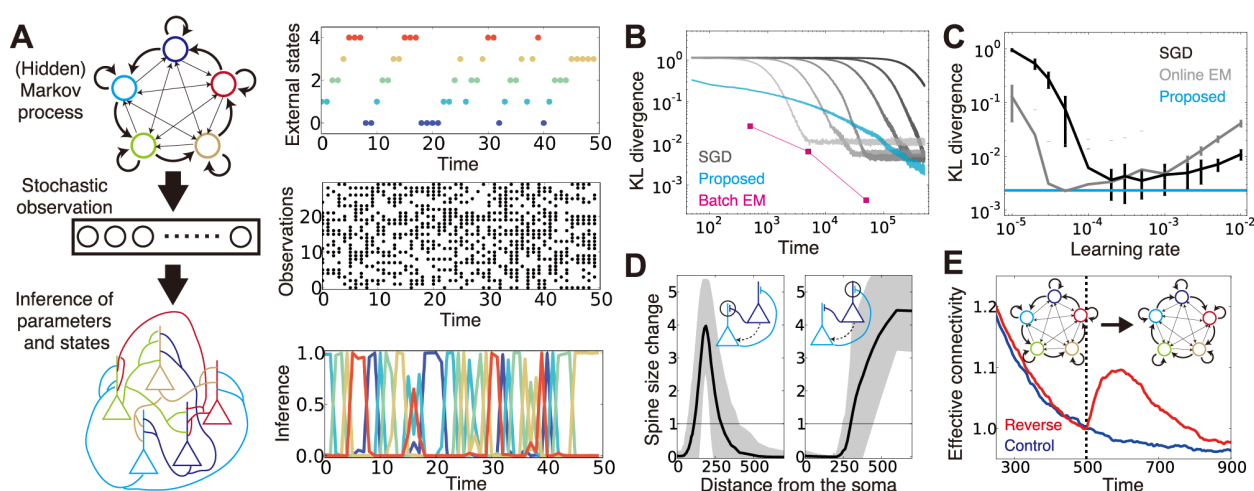 A
(Hidden)
Markov
process
Stochastic
observation
Inference of
parameters
and states
External states
4
2
0
0 10 20 30 40 50
Time
Observations
20
10
0
0 10 20 30 40 50
Time
Inference
1.0
0.5
0.0
0 10 20 30 40 50
Time
B
KL divergence
10^0
10^-1
10^-2
10^-3
SGD
Proposed
Batch EM
10^2 10^3 10^4 10^5
Time
C
KL divergence
10^0
10^-1
10^-2
10^-3
SGD
Online EM
Proposed
10^-5 10^-4 10^-3 10^-2
Learning rate
D
Spine size change
5
4
3
2
1
0
0 250 500
5
4
3
2
1
0
0 250 500
Distance from the soma
E
Effective connectivity
1.2
1.11
1.0
Reverse
Control
300 500 700 900
Time